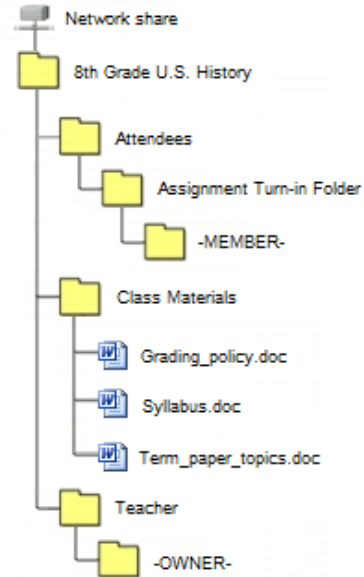 Network share
8th Grade U.S. History
Attendees
Assignment Turn-in Folder
-MEMBER-
Class Materials
Grading_policy.doc
Syllabus.doc
Term_paper_topics.doc
Teacher
-OWNER-